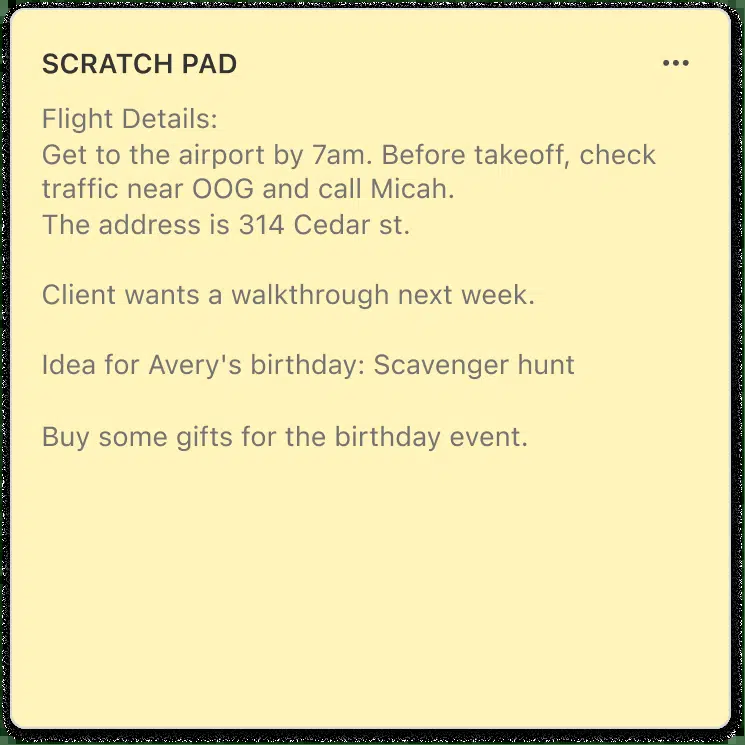 SCRATCH PAD
Flight Details:
Get to the airport by 7am. Before takeoff, check
traffic near OOG and call Micah.
The address is 314 Cedar st.
Client wants a walkthrough next week.
Idea for Avery's birthday: Scavenger hunt
Buy some gifts for the birthday event.